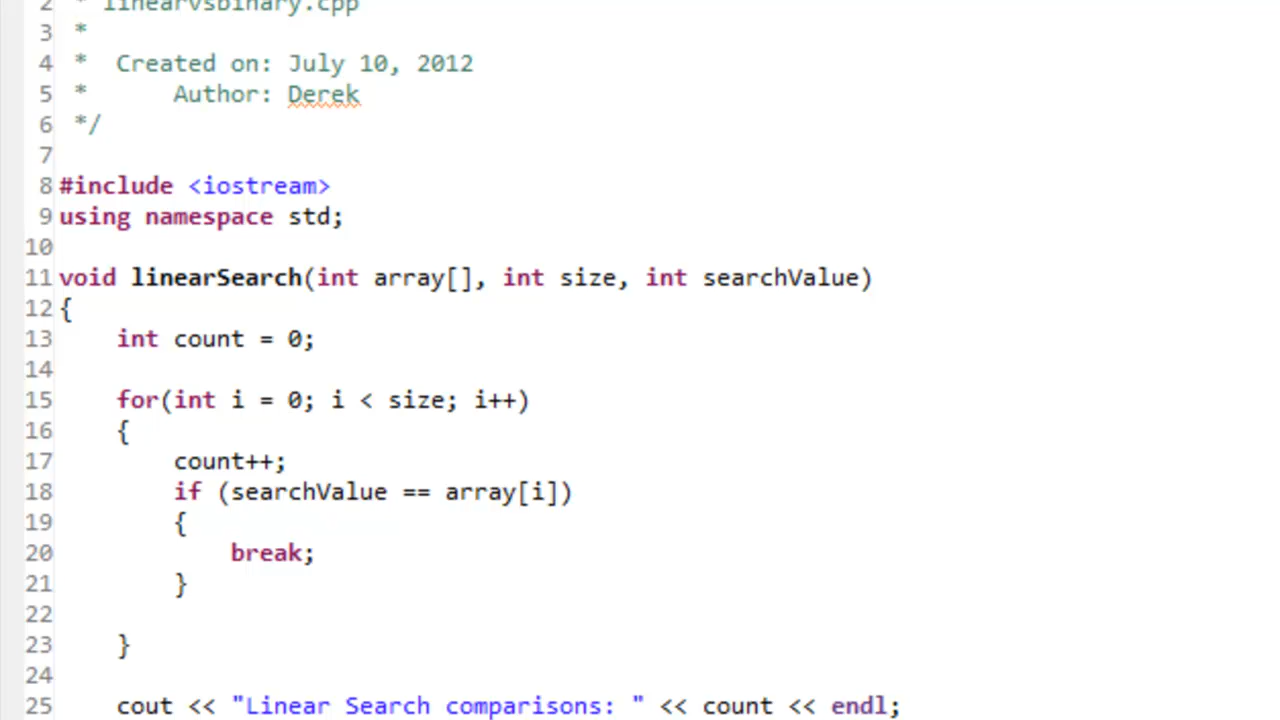 2 * linearvsbinary.cpp
3 *
4 *  Created on: July 10, 2012
5 *      Author: Derek
6 */
7
8 #include <iostream>
9 using namespace std;
10
11 void linearSearch(int array[], int size, int searchValue)
12 {
13     int count = 0;
14
15     for(int i = 0; i < size; i++)
16     {
17         count++;
18         if (searchValue == array[i])
19         {
20             break;
21         }
22
23     }
24
25     cout << "Linear Search comparisons: " << count << endl;